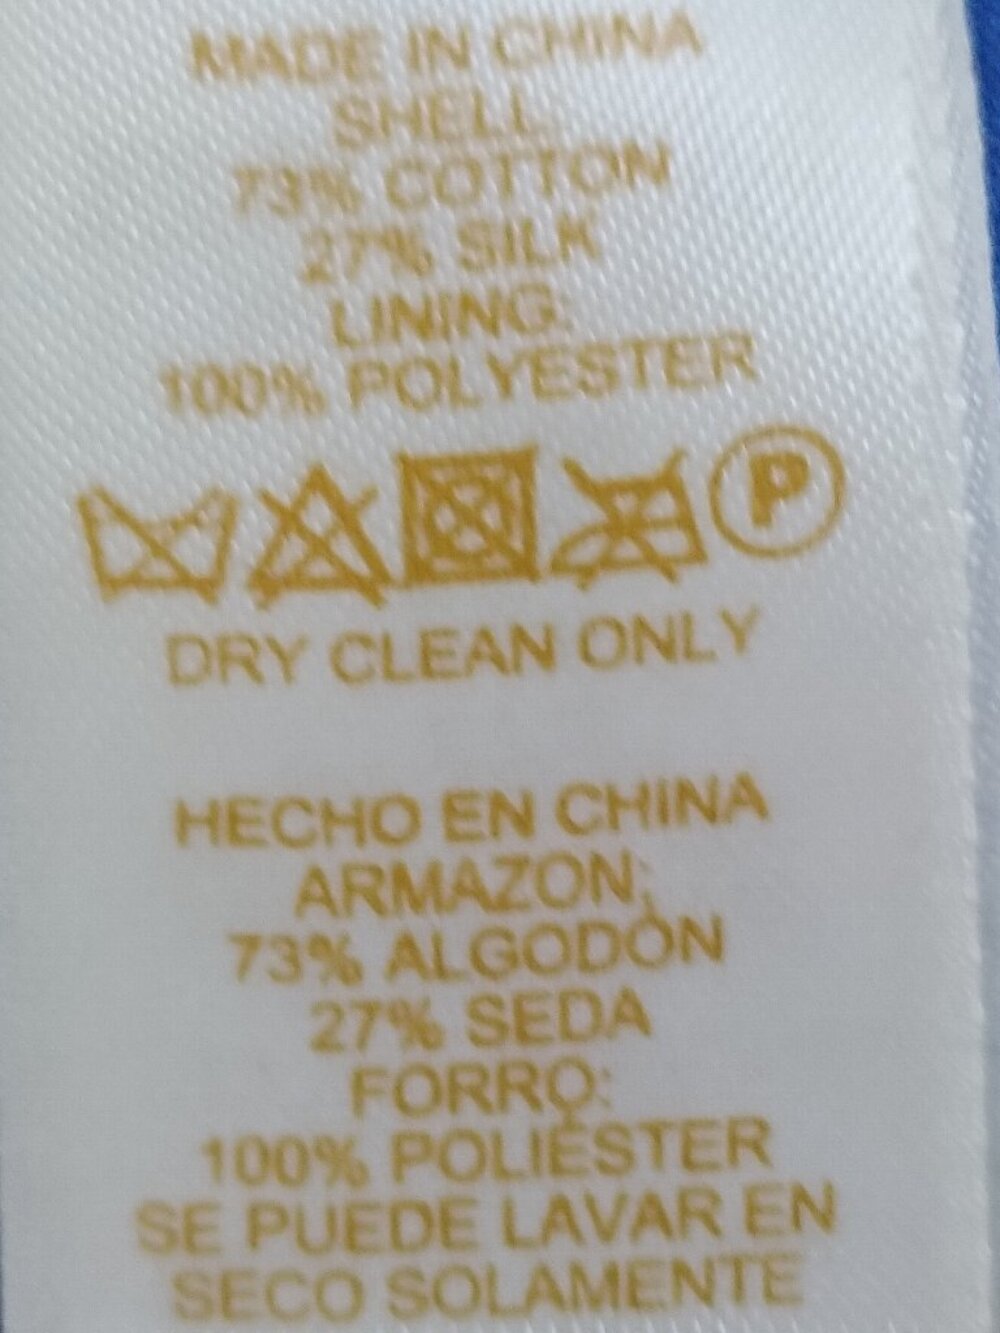 MADE IN CHINA
SHELL:
73% COTTON
27% SILK
LINING:
100% POLYESTER
P
DRY CLEAN ONLY
HECHO EN CHINA
ARMAZON:
73% ALGODÓN
27% SEDA
FORRO:
100% POLIÉSTER
SE PUEDE LAVAR EN
SECO SOLAMENTE